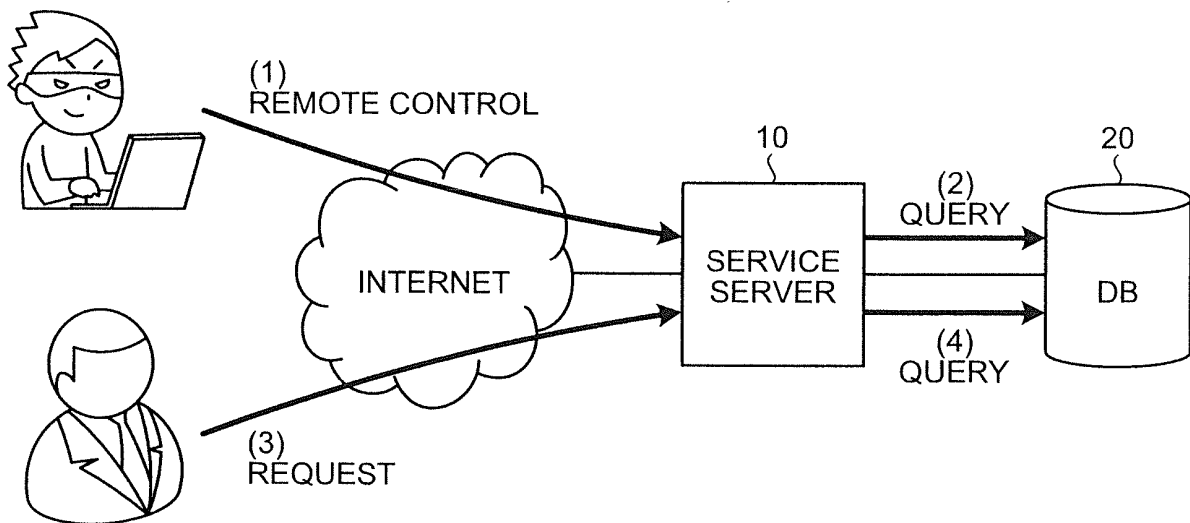 (1)
REMOTE CONTROL
10
20
(2)
QUERY
INTERNET
SERVICE
SERVER
DB
(4)
QUERY
(3)
REQUEST